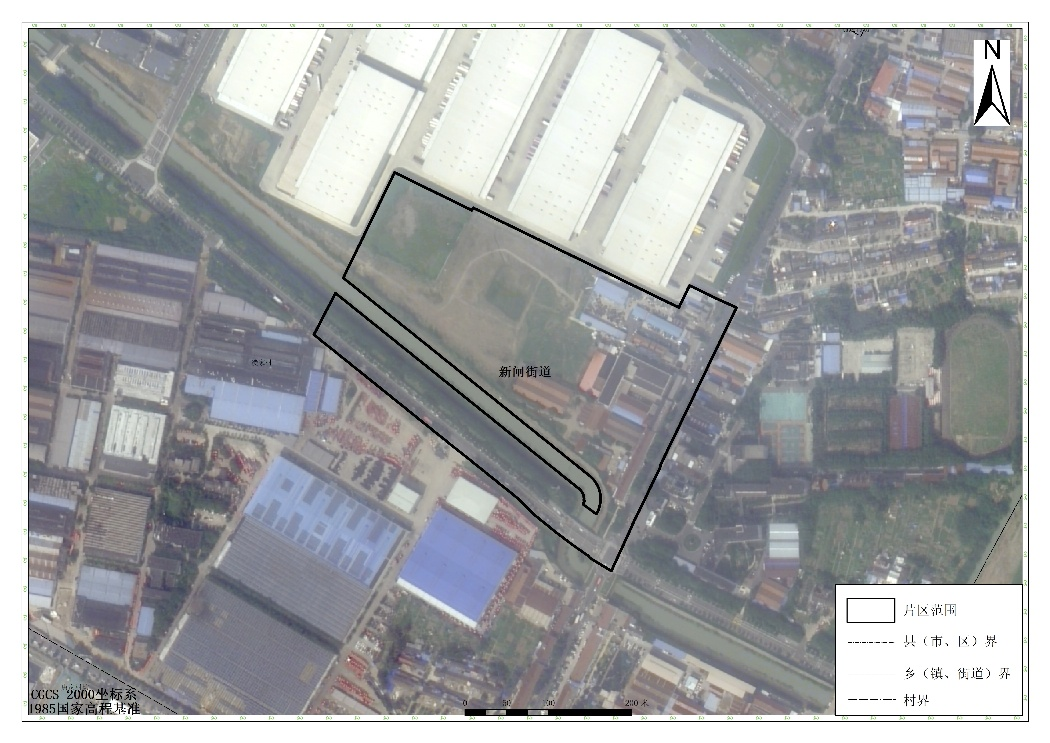 N
新闸街道
片区范围
县（市、区）界
乡（镇、街道）界
村界
CGCS 2000坐标系
1985国家高程基准
0
200 米